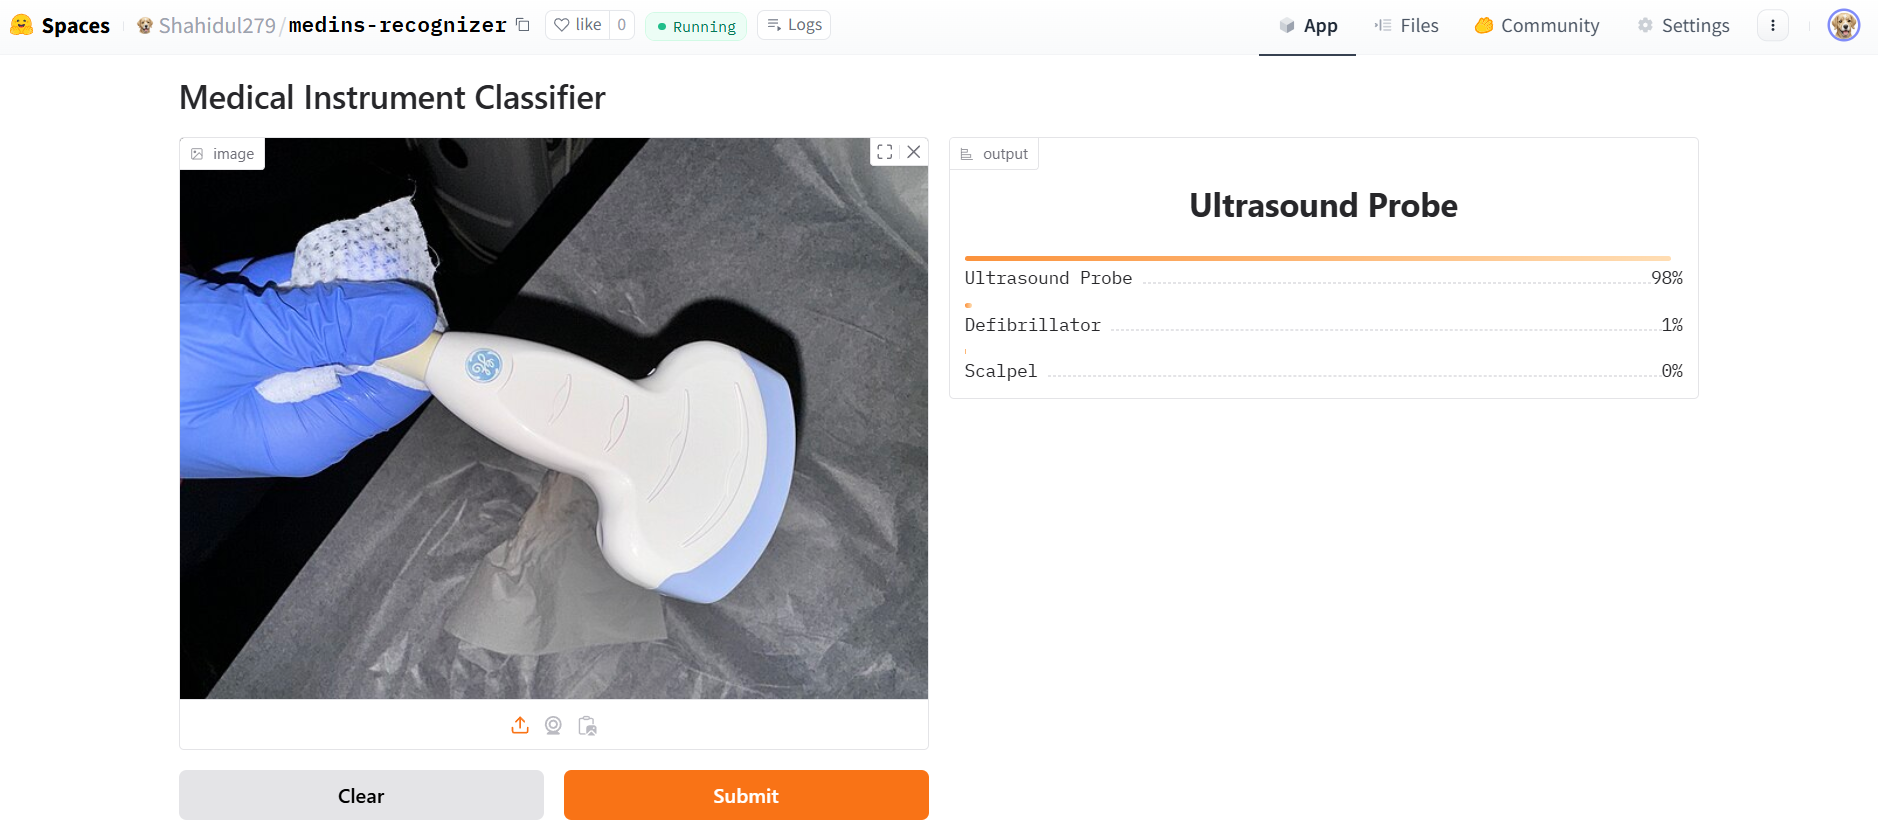 Spaces
Shahidul279/medins-recognizer
like 0
Running
Logs
App
Files
Community
Settings
Medical Instrument Classifier
image
output
Ultrasound Probe
Ultrasound Probe 98%
Defibrillator 1%
Scalpel 0%
Clear
Submit